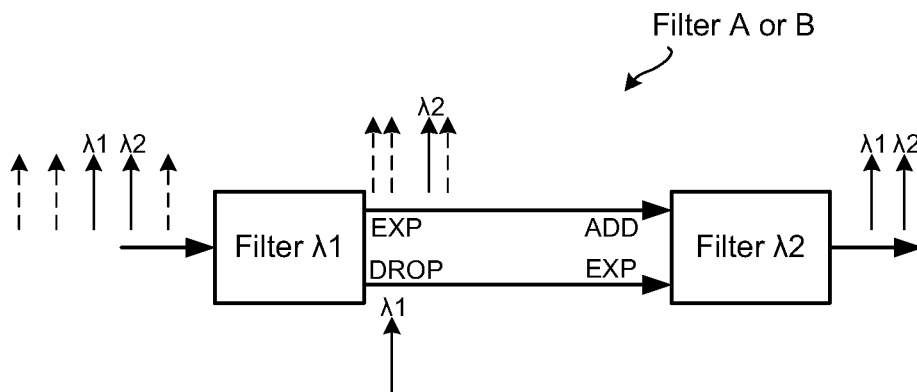 Filter A or B
λ2
λ1 λ2
λ1 λ2
EXP
ADD
Filter λ1
Filter λ2
DROP
EXP
λ1